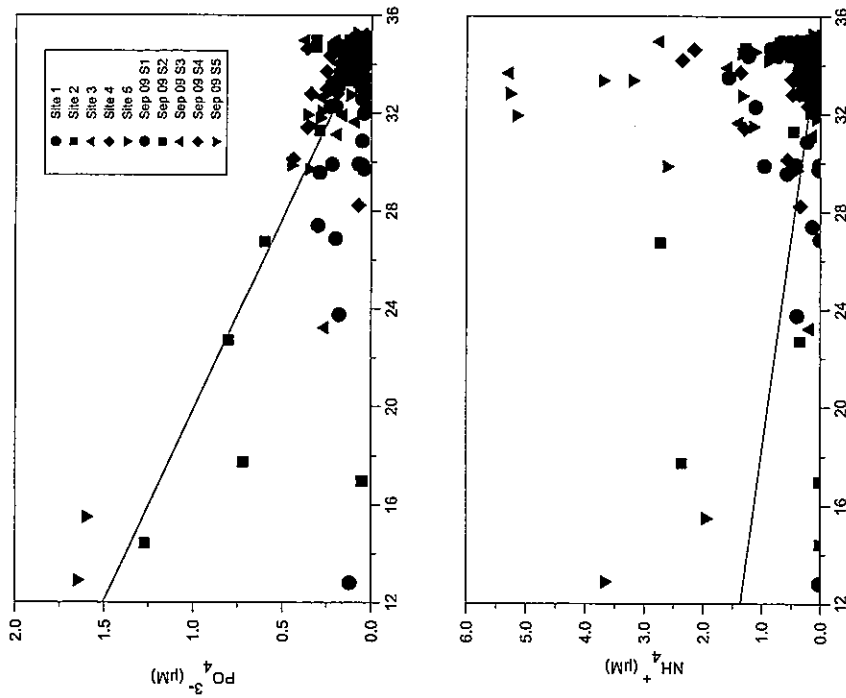 2.0
1.5
1.0
0.5
0.0
PO₄³⁻ (μM)
12
16
20
24
28
32
36
Site 1
Site 2
Site 3
Site 4
Site 5
Sep 09 S1
Sep 09 S2
Sep 09 S3
Sep 09 S4
Sep 09 S5
6.0
5.0
4.0
3.0
2.0
1.0
0.0
NH₄⁺ (μM)
12
16
20
24
28
32
36